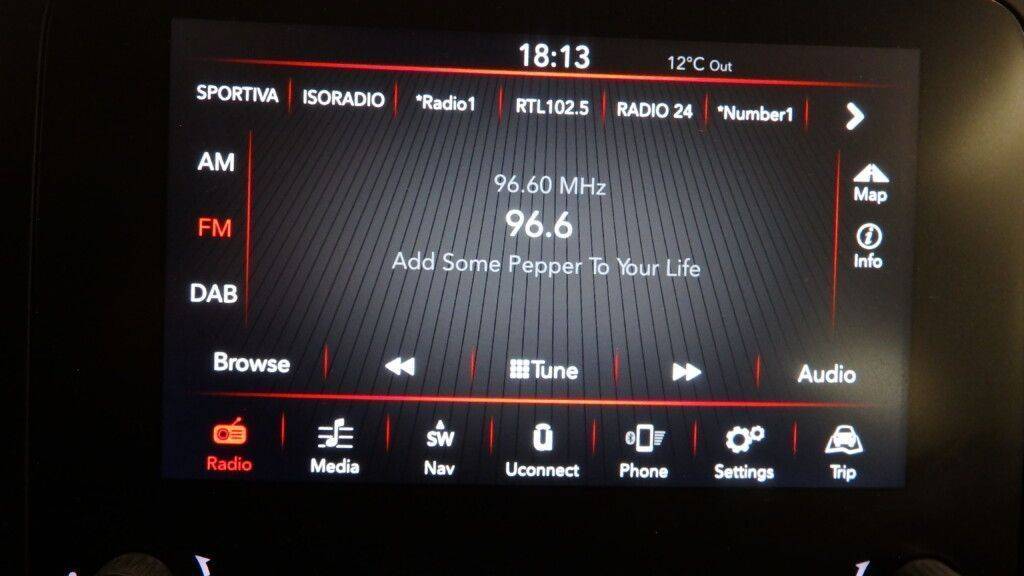 18:13
12°C Out
SPORTIVA
ISORADIO
*Radio1
RTL102.5
RADIO 24
*Number1
AM
FM
DAB
96.60 MHz
96.6
Add Some Pepper To Your Life
Map
Info
Browse
Tune
Audio
Radio
Media
SW
Nav
Uconnect
Phone
Settings
Trip